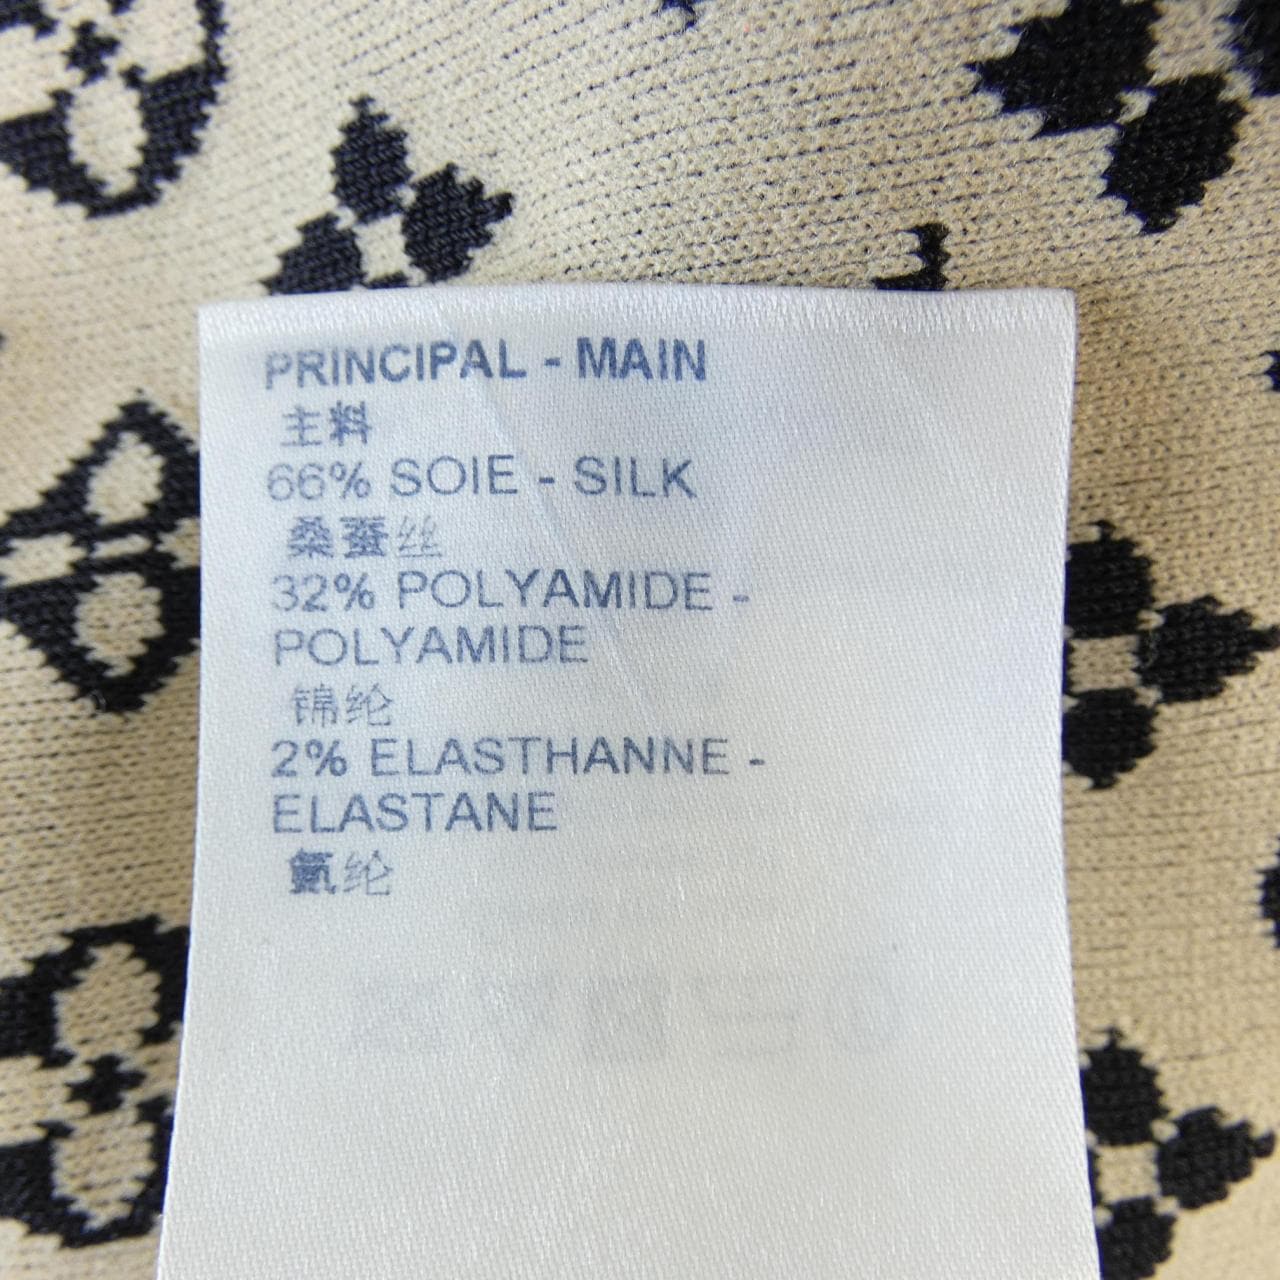 PRINCIPAL - MAIN
主料
66% SOIE - SILK
桑蚕丝
32% POLYAMIDE -
POLYAMIDE
锦纶
2% ELASTHANNE -
ELASTANE
氨纶